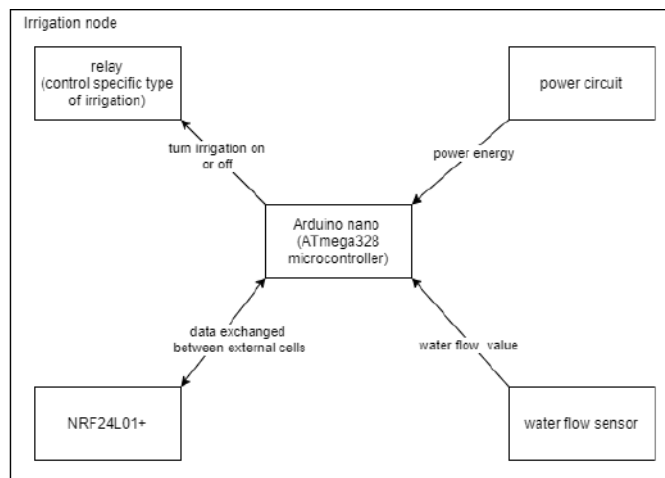 Irrigation node
relay
(control specific type
of irrigation)
power circuit
turn irrigation on
or off
power energy
Arduino nano
(ATmega328
microcontroller)
data exchanged
between external cells
water flow value
NRF24L01+
water flow sensor